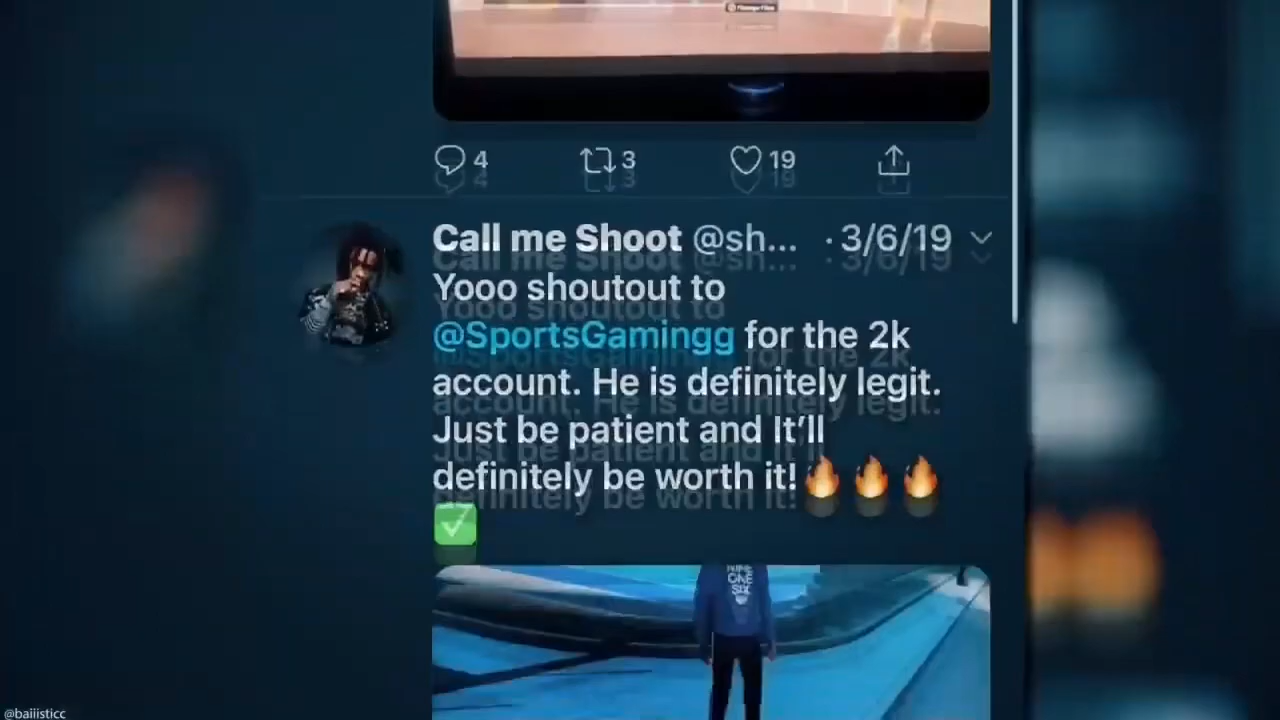 4 3 19
Call me Shoot @sh... · 3/6/19
Yooo shoutout to
@SportsGamingg for the 2k
account. He is definitely legit.
Just be patient and It'll
definitely be worth it!🔥🔥🔥
✅
NINE
ONE
SIX
@baiiisticc